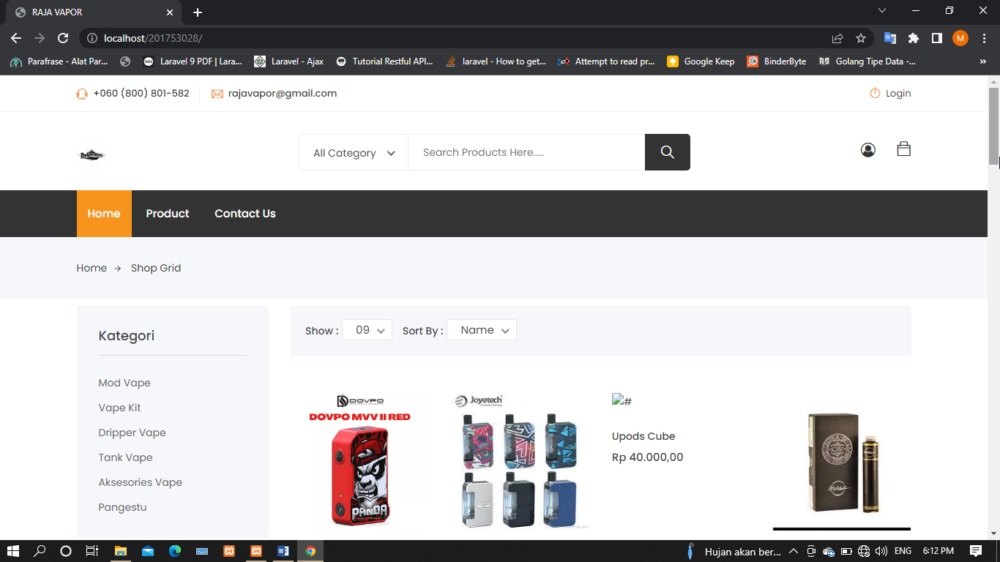 RAJA VAPOR
localhost/201753028/
M
Parafrase - Alat Par...
Laravel 9 PDF | Lara...
Laravel - Ajax
Tutorial Restful API...
laravel - How to get...
Attempt to read pr...
Google Keep
BinderByte
Golang Tipe Data -...
»
+060 (800) 801-582
rajavapor@gmail.com
Login
All Category
Search Products Here.....
Home
Product
Contact Us
Home → Shop Grid
Kategori
Mod Vape
Vape Kit
Dripper Vape
Tank Vape
Aksesories Vape
Pangestu
Show : 09
Sort By : Name
DOVPO
DOVPO MVV II RED
PANDA
Joyetech
#
Upods Cube
Rp 40.000,00
Hujan akan ber...
ENG
6:12 PM